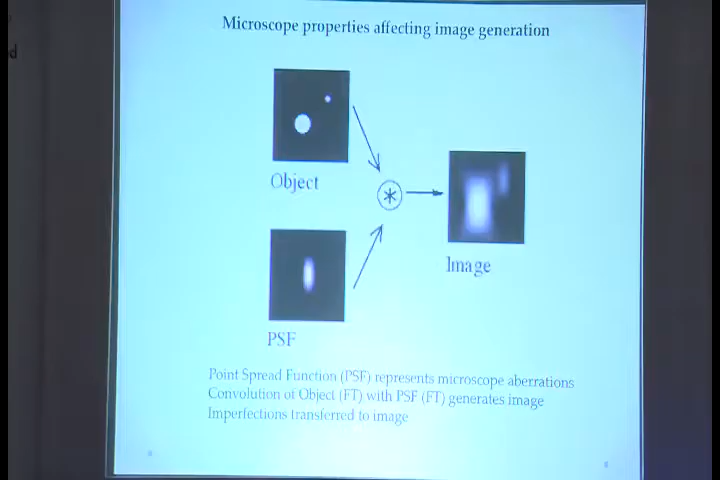 Microscope properties affecting image generation
Object
Image
PSF
Point Spread Function (PSF) represents microscope aberrations
Convolution of Object (FT) with PSF (FT) generates image
Imperfections transferred to image